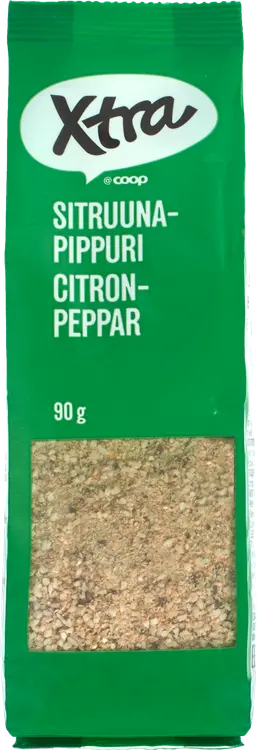 Xtra
@coop
SITRUUNA-
PIPPURI
CITRON-
PEPPAR
90 g